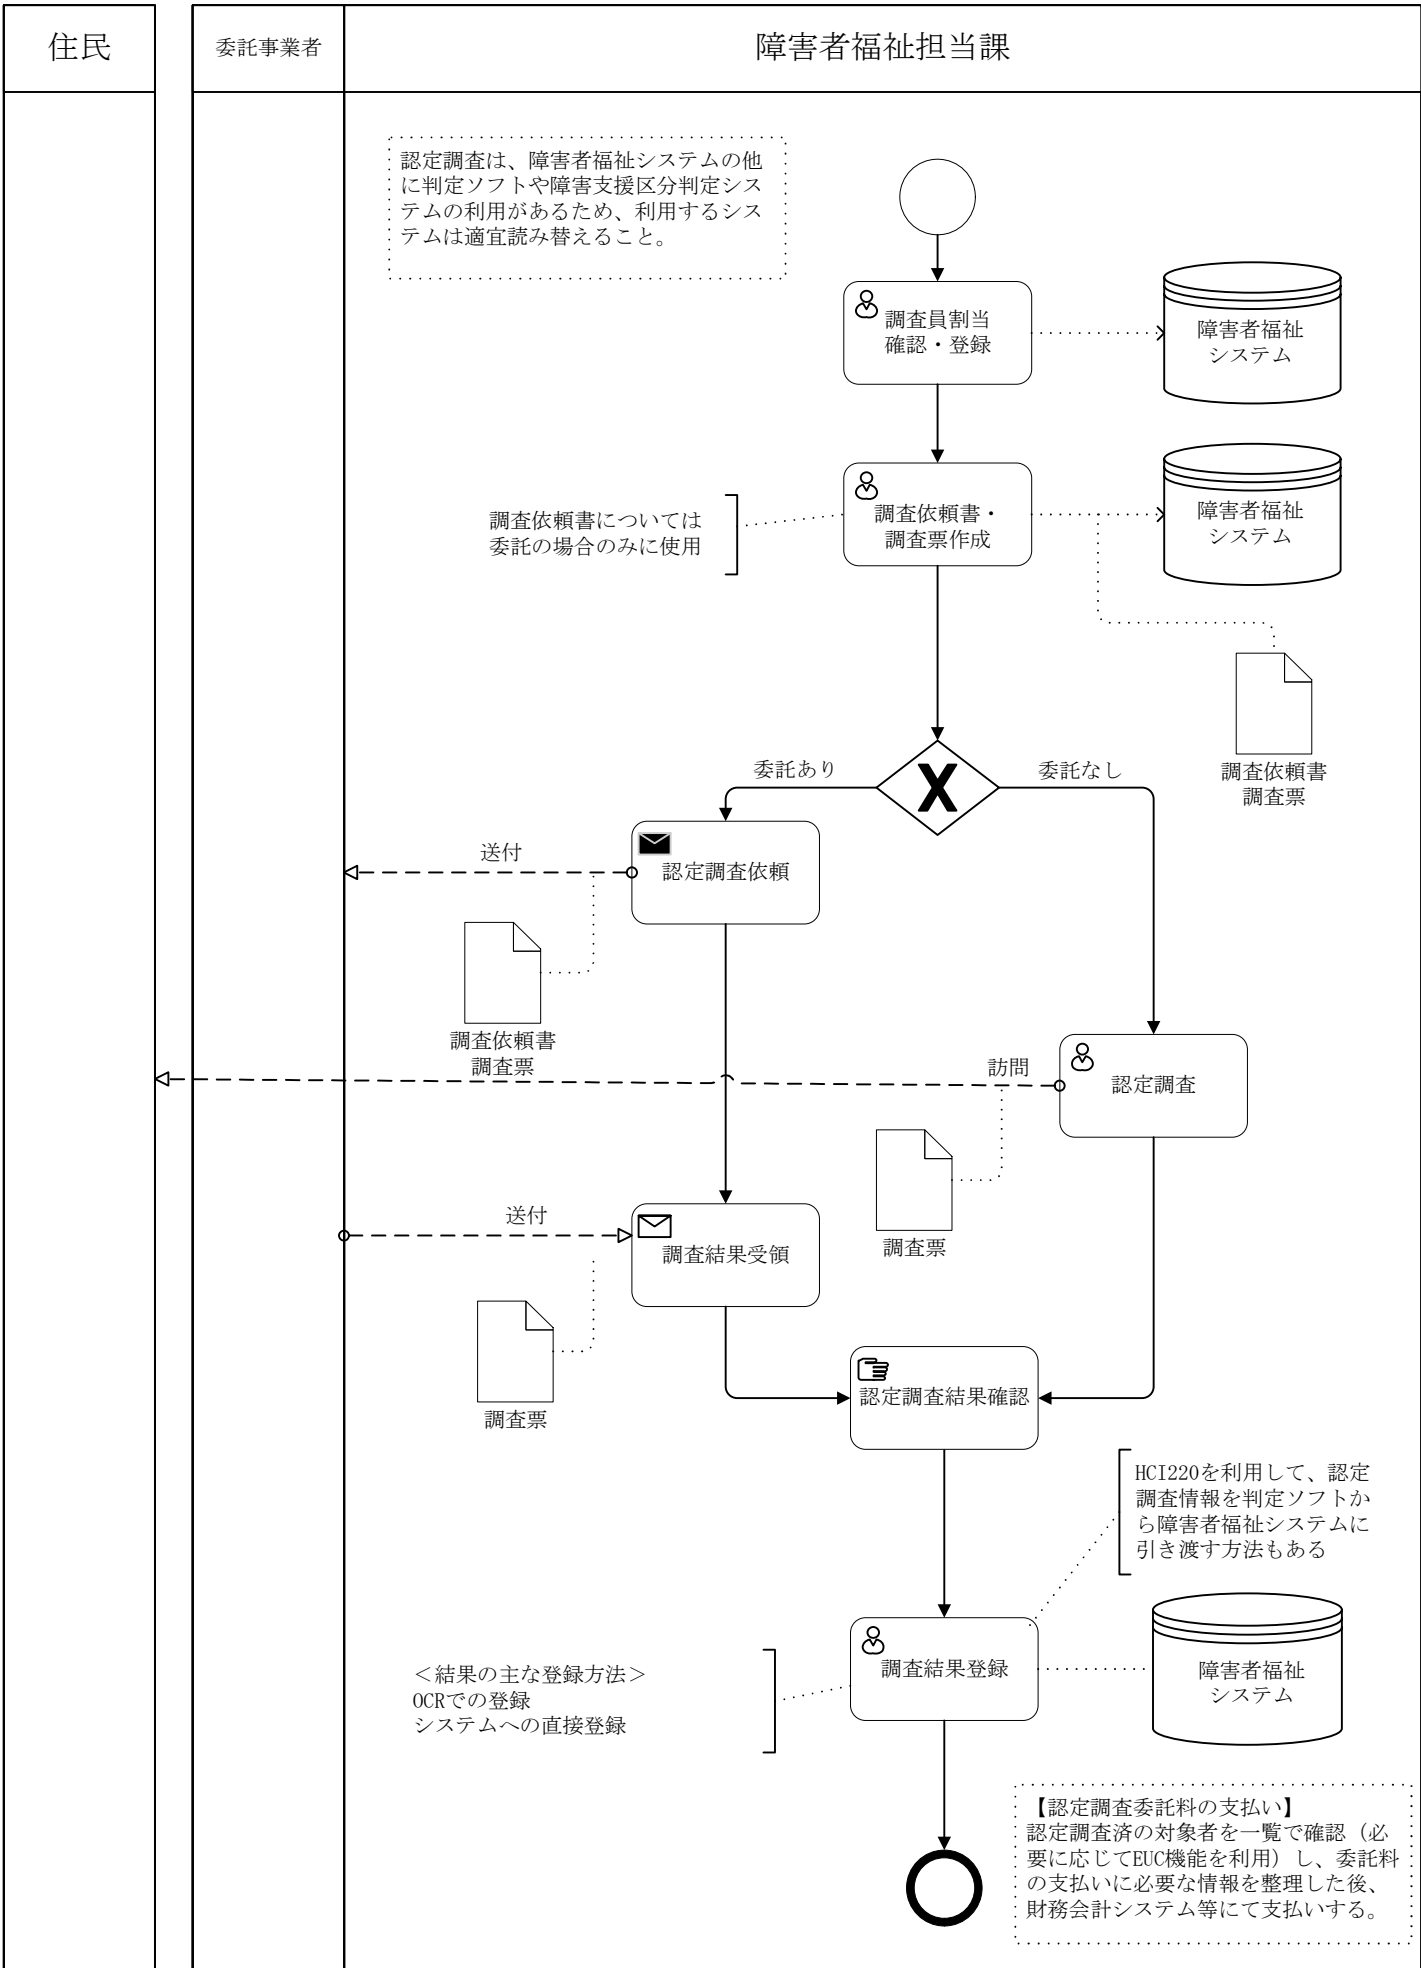 住民
委託事業者
障害者福祉担当課
認定調査は、障害者福祉システムの他
に判定ソフトや障害支援区分判定シス
テムの利用があるため、利用するシス
テムは適宜読み替えること。
調査員割当
確認・登録
障害者福祉
システム
調査依頼書については
委託の場合のみに使用
調査依頼書・
調査票作成
障害者福祉
システム
調査依頼書
調査票
委託あり
X
委託なし
送付
認定調査依頼
調査依頼書
調査票
訪問
認定調査
調査票
送付
調査結果受領
調査票
認定調査結果確認
HCI220を利用して、認定
調査情報を判定ソフトか
ら障害者福祉システムに
引き渡す方法もある
＜結果の主な登録方法＞
OCRでの登録
システムへの直接登録
調査結果登録
障害者福祉
システム
【認定調査委託料の支払い】
認定調査済の対象者を一覧で確認（必
要に応じてEUC機能を利用）し、委託料
の支払いに必要な情報を整理した後、
財務会計システム等にて支払いする。